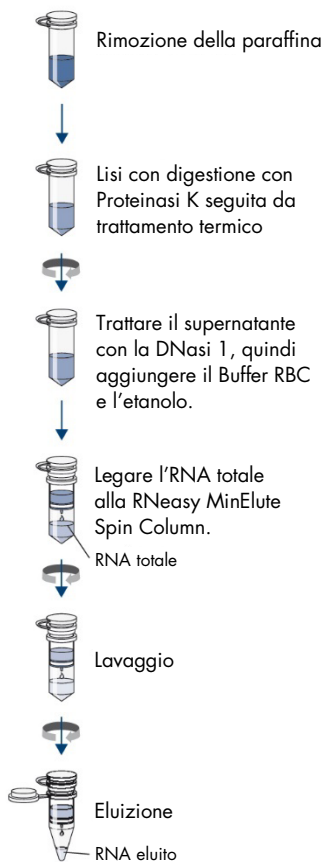 Rimozione della paraffina
Lisi con digestione con
Proteinasi K seguita da
trattamento termico
Trattare il supernatante
con la DNasi 1, quindi
aggiungere il Buffer RBC
e l'etanolo.
Legare l'RNA totale
alla RNeasy MinElute
Spin Column.
RNA totale
Lavaggio
Eluizione
RNA eluito